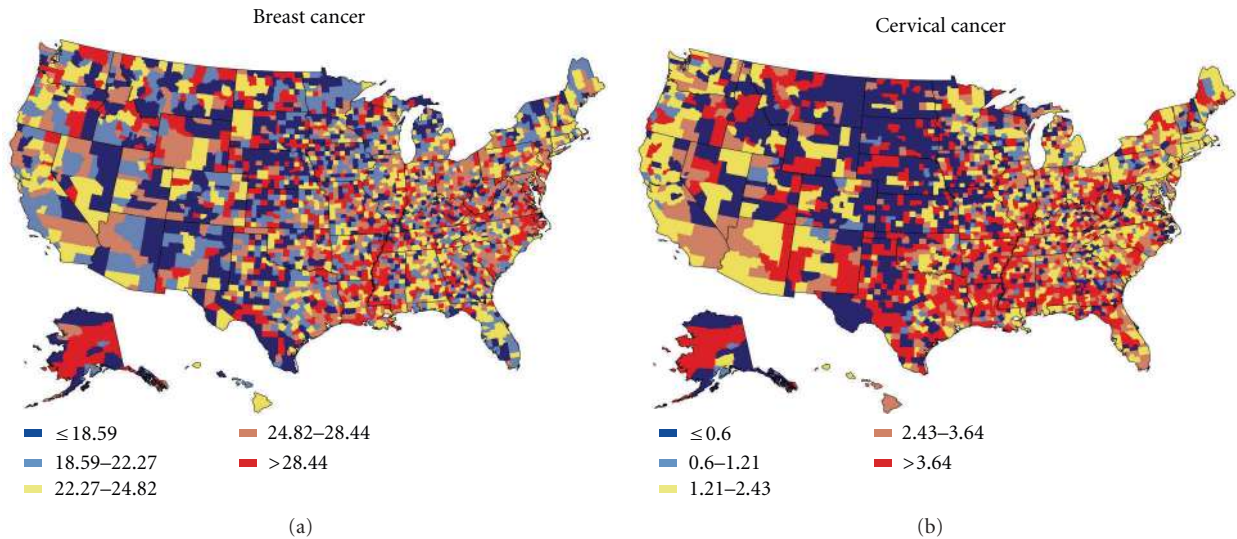 Breast cancer
≤18.59
18.59–22.27
22.27–24.82
24.82–28.44
>28.44
(a)
Cervical cancer
≤0.6
0.6–1.21
1.21–2.43
2.43–3.64
>3.64
(b)